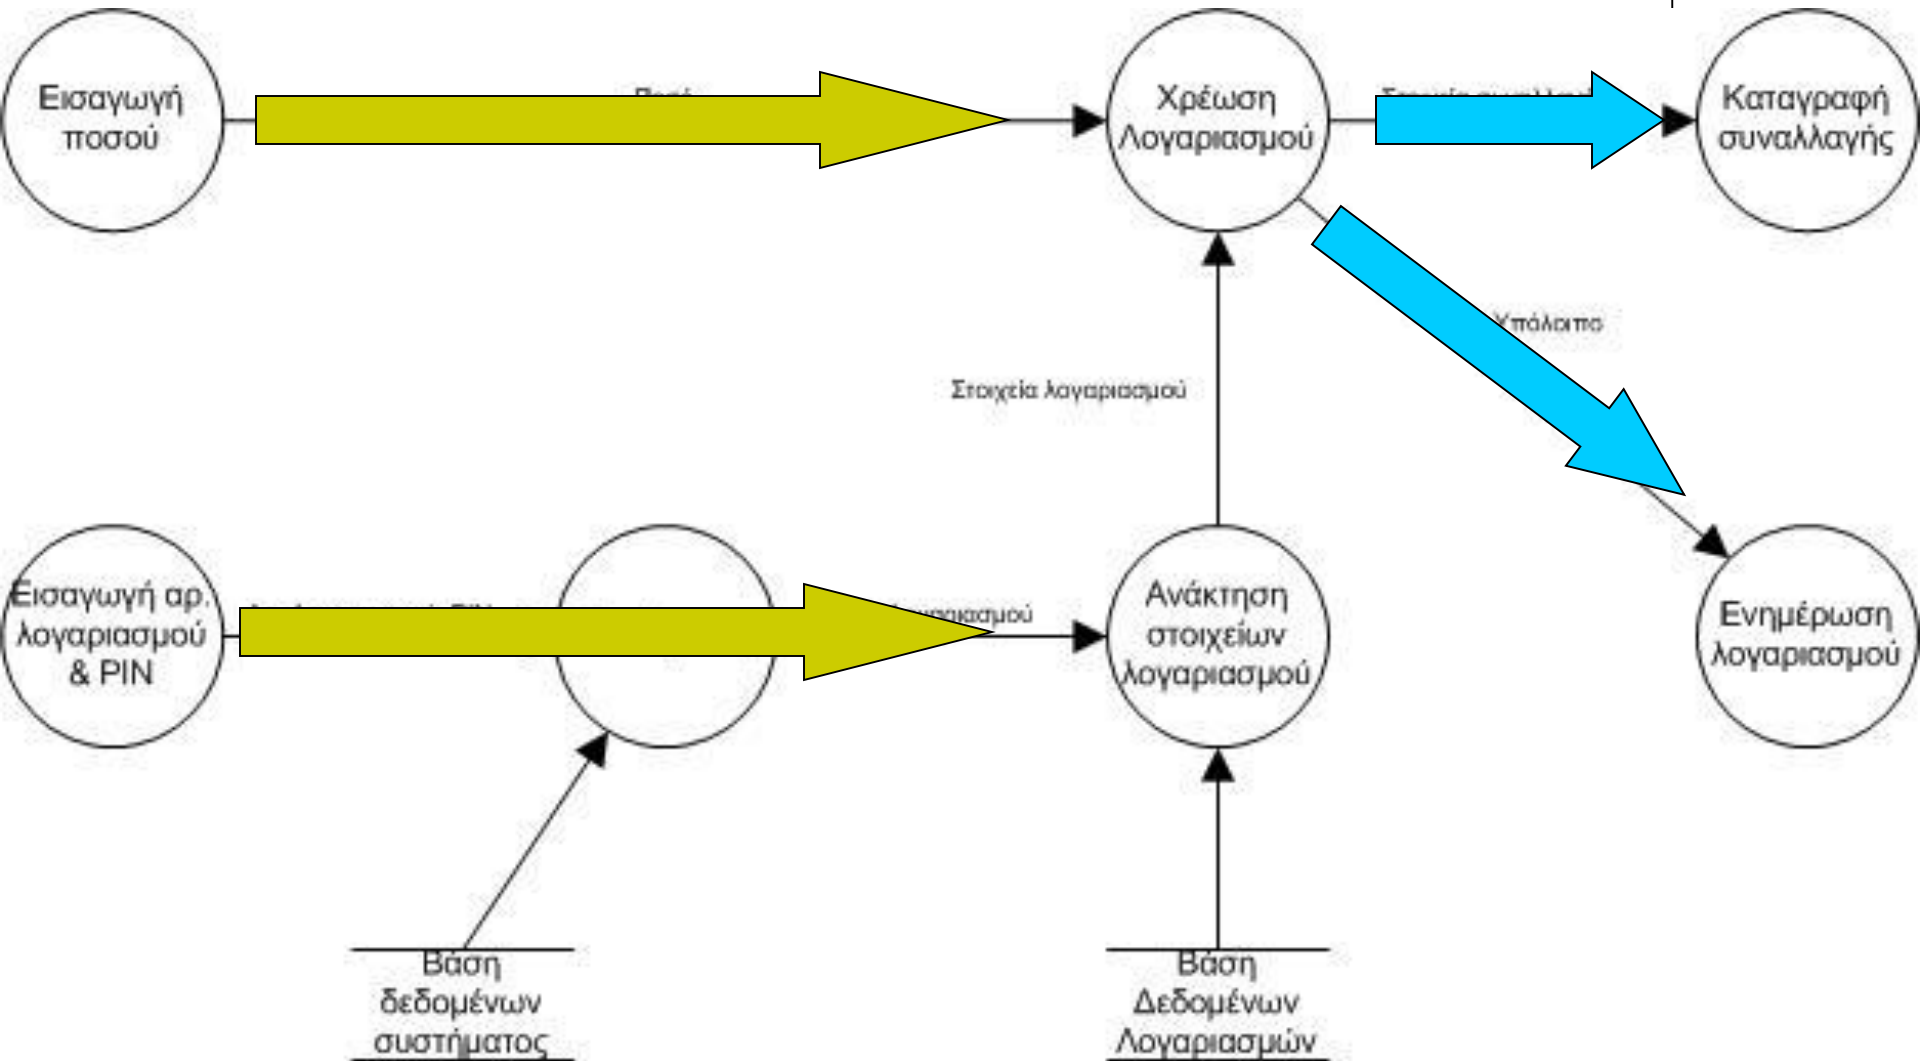 Εισαγωγή
ποσού
Χρέωση
Λογαριασμού
Καταγραφή
συναλλαγής
Υπόλοιπο
Στοιχεία λογαριασμού
Εισαγωγή αρ.
λογαριασμού
& PIN
Ανάκτηση
στοιχείων
λογαριασμού
Ενημέρωση
λογαριασμού
Βάση
δεδομένων
συστήματος
Βάση
Δεδομένων
Λογαριασμών